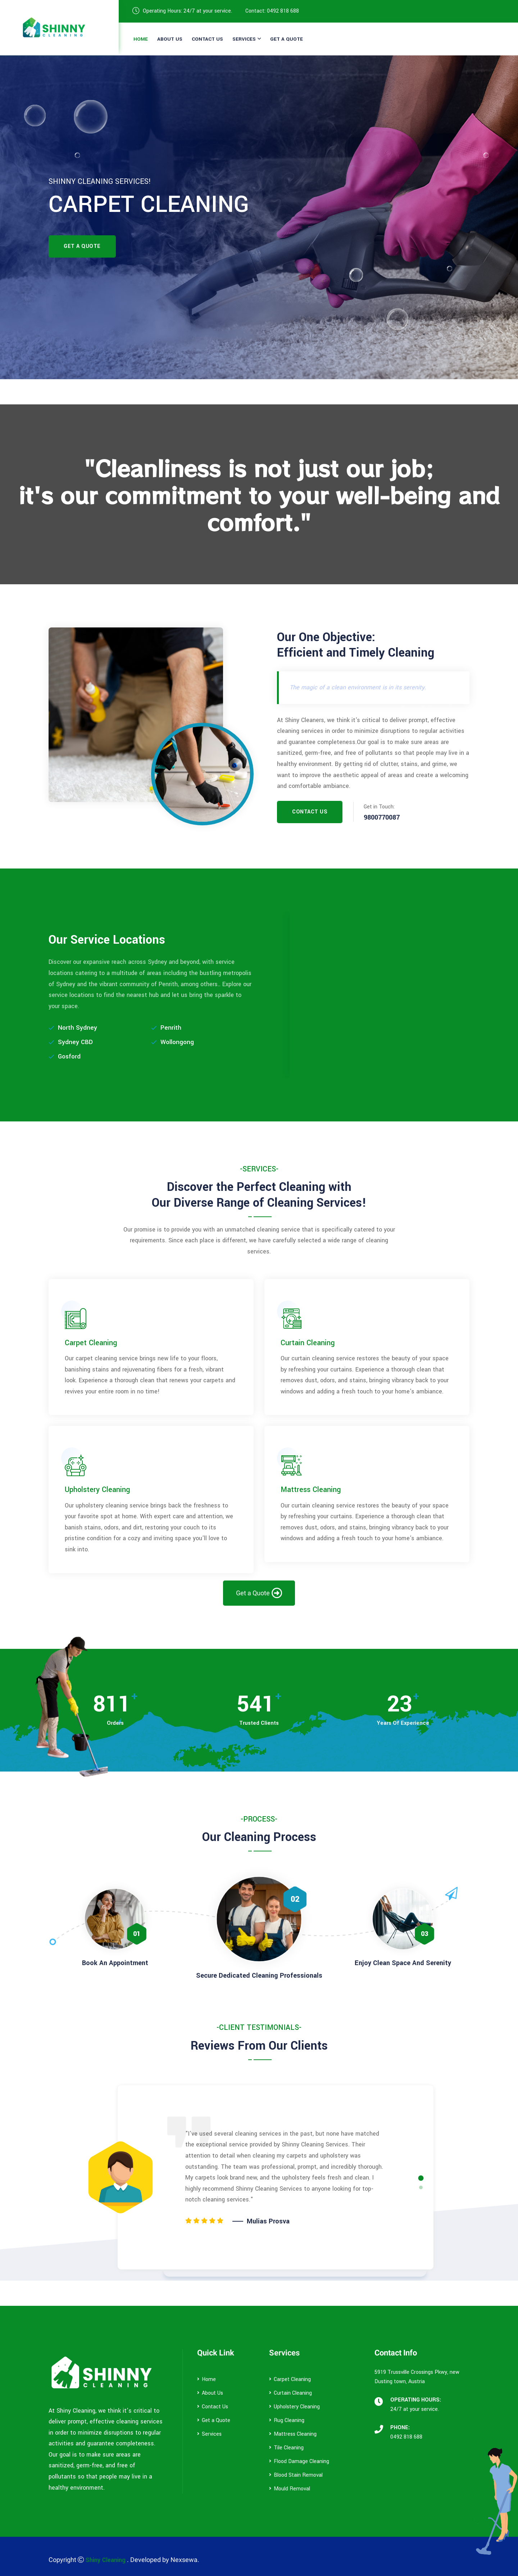 SHINNY
CLEANING
Operating Hours: 24/7 at your service.
Contact: 0492 818 688
HOME
ABOUT US
CONTACT US
SERVICES
GET A QUOTE
SHINNY CLEANING SERVICES!
CARPET CLEANING
GET A QUOTE
"Cleanliness is not just our job;
it's our commitment to your well-being and
comfort."
Our One Objective:
Efficient and Timely Cleaning
The magic of a clean environment is in its serenity.
At Shiny Cleaners, we think it's critical to deliver prompt, effective
cleaning services in order to minimize disruptions to regular activities
and guarantee completeness.Our goal is to make sure areas are
sanitized, germ-free, and free of pollutants so that people may live in a
healthy environment. By getting rid of clutter, stains, and grime, we
want to improve the aesthetic appeal of areas and create a welcoming
and comfortable ambiance.
CONTACT US
Get in Touch:
9800770087
Our Service Locations
Discover our expansive reach across Sydney and beyond, with service
locations catering to a multitude of areas including the bustling metropolis
of Sydney and the vibrant community of Penrith, among others.. Explore our
service locations to find the nearest hub and let us bring the sparkle to
your space.
North Sydney
Penrith
Sydney CBD
Wollongong
Gosford
-SERVICES-
Discover the Perfect Cleaning with
Our Diverse Range of Cleaning Services!
Our promise is to provide you with an unmatched cleaning service that is specifically catered to your
requirements. Since each place is different, we have carefully selected a wide range of cleaning
services.
Carpet Cleaning
Our carpet cleaning service brings new life to your floors,
banishing stains and rejuvenating fibers for a fresh, vibrant
look. Experience a thorough clean that renews your carpets and
revives your entire room in no time!
Curtain Cleaning
Our curtain cleaning service restores the beauty of your space
by refreshing your curtains. Experience a thorough clean that
removes dust, odors, and stains, bringing vibrancy back to your
windows and adding a fresh touch to your home's ambiance.
Upholstery Cleaning
Our upholstery cleaning service brings back the freshness to
your favorite spot at home. With expert care and attention, we
banish stains, odors, and dirt, restoring your couch to its
pristine condition for a cozy and inviting space you'll love to
sink into.
Mattress Cleaning
Our curtain cleaning service restores the beauty of your space
by refreshing your curtains. Experience a thorough clean that
removes dust, odors, and stains, bringing vibrancy back to your
windows and adding a fresh touch to your home's ambiance.
Get a Quote
811+
Orders
541+
Trusted Clients
23+
Years Of Experience
-PROCESS-
Our Cleaning Process
01
Book An Appointment
02
Secure Dedicated Cleaning Professionals
03
Enjoy Clean Space And Serenity
-CLIENT TESTIMONIALS-
Reviews From Our Clients
"I've used several cleaning services in the past, but none have matched
the exceptional service provided by Shinny Cleaning Services. Their
attention to detail when cleaning my carpets and upholstery was
outstanding. The team was professional, prompt, and incredibly thorough.
My carpets look brand new, and the upholstery feels fresh and clean. I
highly recommend Shinny Cleaning Services to anyone looking for top-
notch cleaning services."
Mulias Prosva
SHINNY
CLEANING
At Shiny Cleaning, we think it's critical to
deliver prompt, effective cleaning services
in order to minimize disruptions to regular
activities and guarantee completeness.
Our goal is to make sure areas are
sanitized, germ-free, and free of
pollutants so that people may live in a
healthy environment.
Quick Link
Home
About Us
Contact Us
Get a Quote
Services
Services
Carpet Cleaning
Curtain Cleaning
Upholstery Cleaning
Rug Cleaning
Mattress Cleaning
Tile Cleaning
Flood Damage Cleaning
Blood Stain Removal
Mould Removal
Contact Info
5919 Trussville Crossings Pkwy, new
Dusting town, Austria
OPERATING HOURS:
24/7 at your service.
PHONE:
0492 818 688
Copyright © Shiny Cleaning . Developed by Nexsewa.